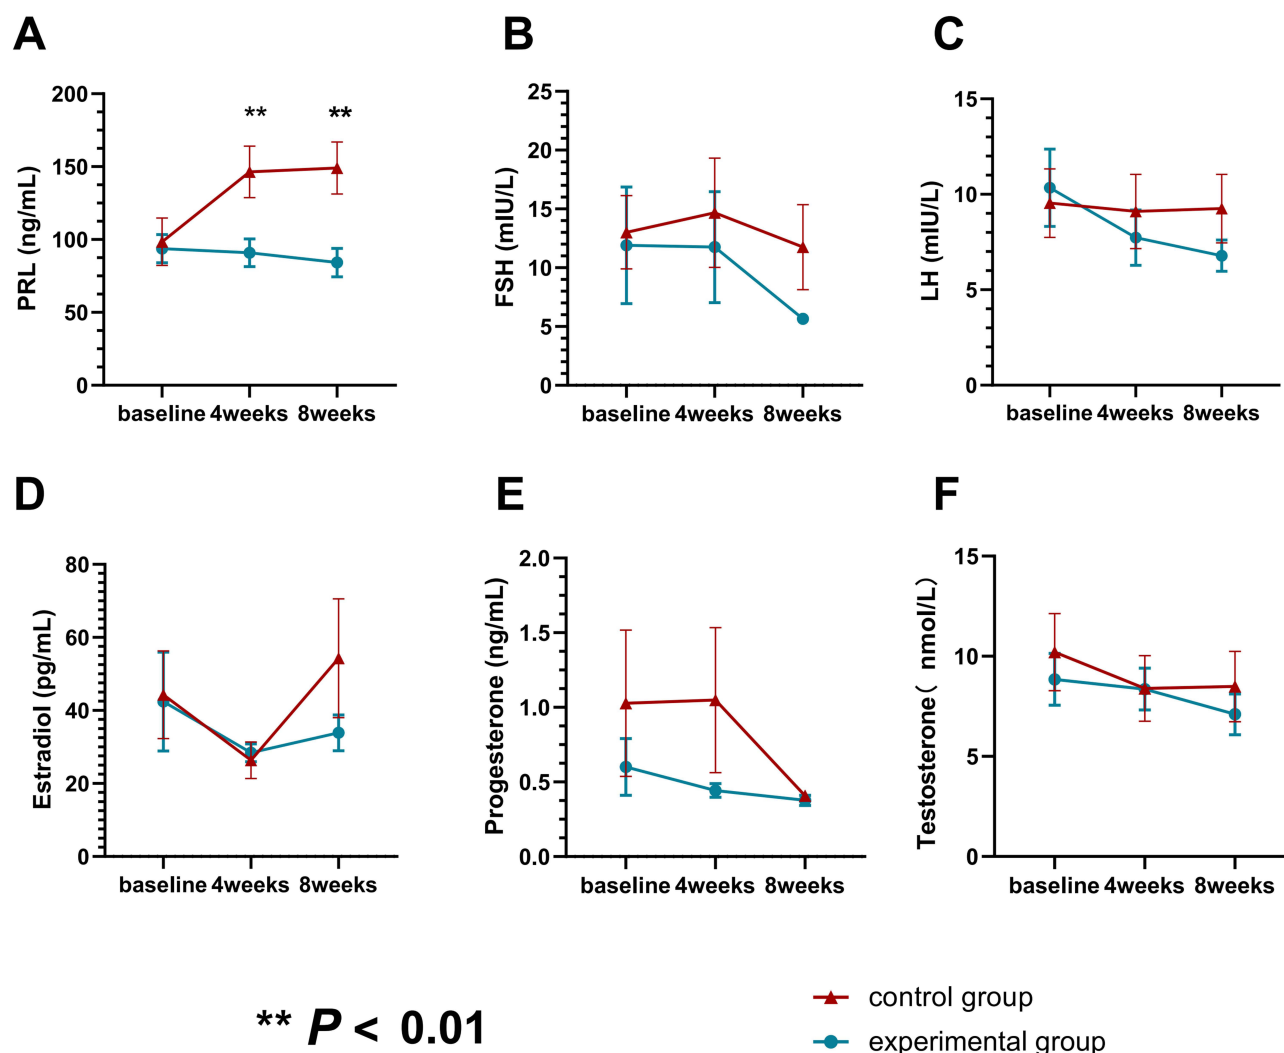 A
B
C
PRL (ng/mL)
200
150
100
50
0
**
**
baseline 4weeks 8weeks
FSH (mIU/L)
25
20
15
10
5
0
baseline 4weeks 8weeks
LH (mIU/L)
15
10
5
0
baseline 4weeks 8weeks
D
E
F
Estradiol (pg/mL)
80
60
40
20
0
baseline 4weeks 8weeks
Progesterone (ng/mL)
2.0
1.5
1.0
0.5
0.0
baseline 4weeks 8weeks
Testosterone( nmol/L)
15
10
5
0
baseline 4weeks 8weeks
** P < 0.01
control group
experimental group